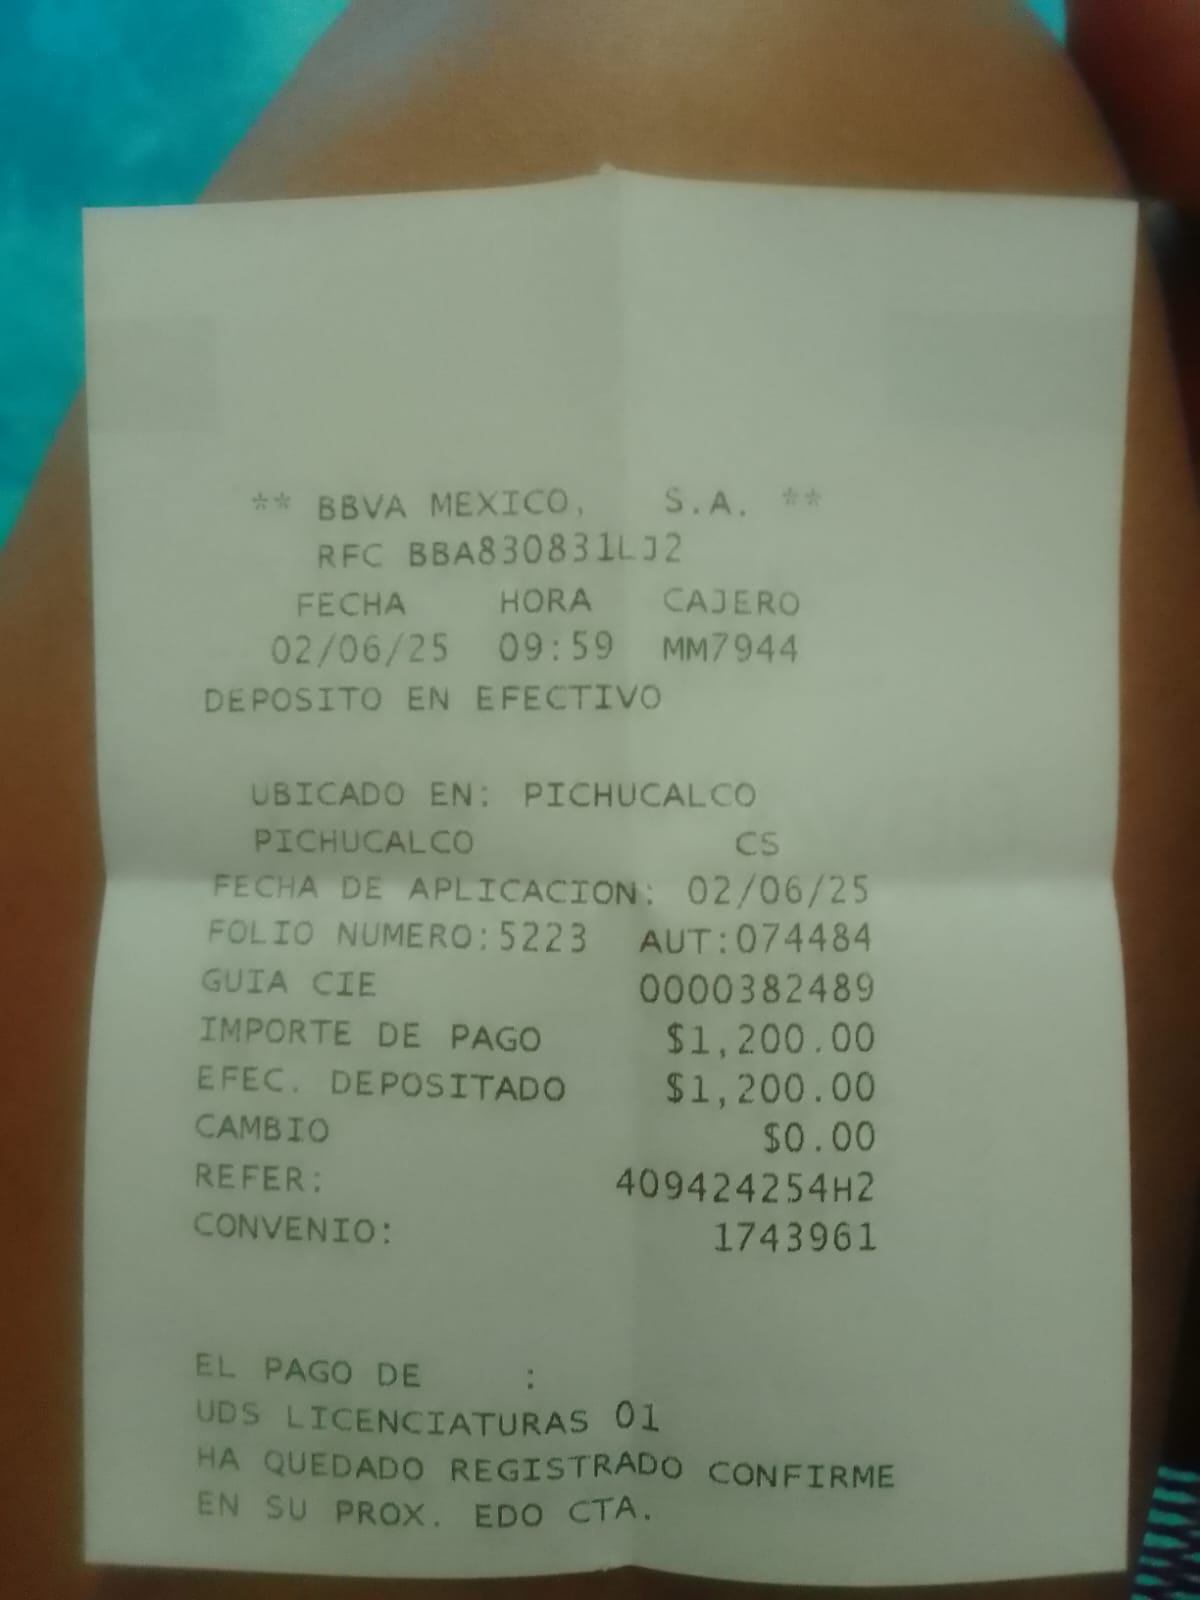 ** BBVA MEXICO, S.A. **
RFC BBA830831LJ2
FECHA HORA CAJERO
02/06/25 09:59 MM7944
DEPOSITO EN EFECTIVO
UBICADO EN: PICHUCALCO
PICHUCALCO CS
FECHA DE APLICACION: 02/06/25
FOLIO NUMERO:5223 AUT:074484
GUIA CIE 0000382489
IMPORTE DE PAGO $1,200.00
EFEC. DEPOSITADO $1,200.00
CAMBIO $0.00
REFER: 409424254H2
CONVENIO: 1743961
EL PAGO DE :
UDS LICENCIATURAS 01
HA QUEDADO REGISTRADO CONFIRME
EN SU PROX. EDO CTA.